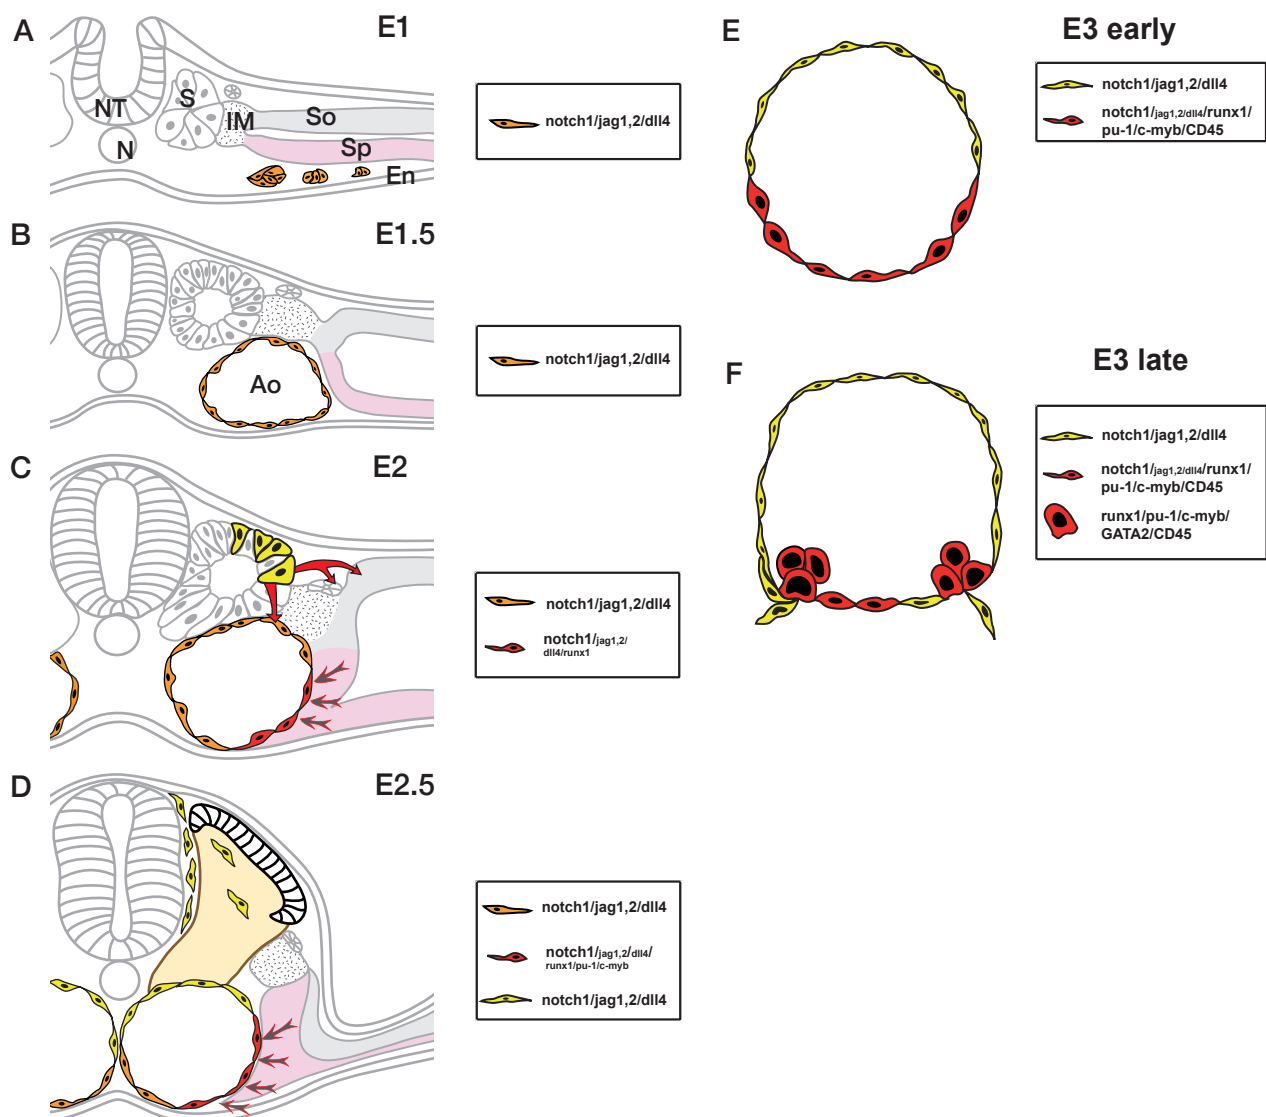 A
E1
NT
S
IM
So
N
Sp
En
notch1/jag1,2/dll4
B
E1.5
Ao
notch1/jag1,2/dll4
C
E2
notch1/jag1,2/dll4
notch1/jag1,2/
dll4/runx1
D
E2.5
notch1/jag1,2/dll4
notch1/jag1,2/dll4/
runx1/pu-1/c-myb
notch1/jag1,2/dll4
E
E3 early
notch1/jag1,2/dll4
notch1/jag1,2/dll4/runx1/
pu-1/c-myb/CD45
F
E3 late
notch1/jag1,2/dll4
notch1/jag1,2/dll4/runx1/
pu-1/c-myb/CD45
runx1/pu-1/c-myb/
GATA2/CD45